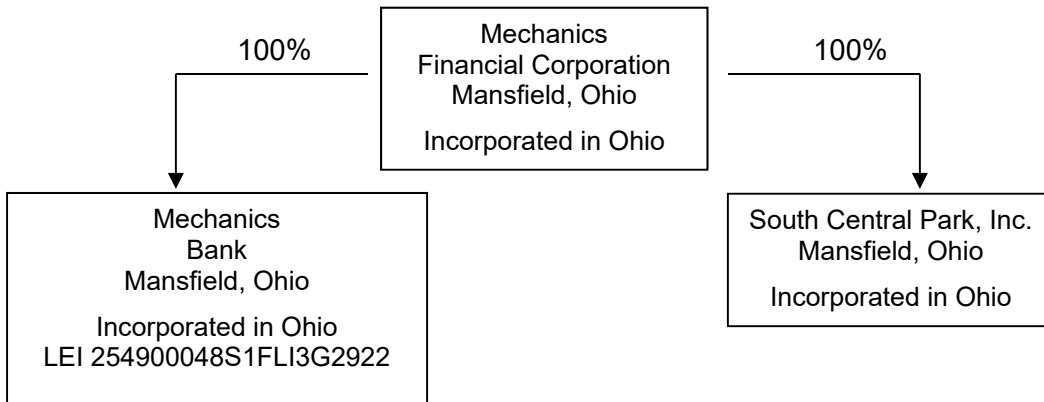 100%
Mechanics
Financial Corporation
Mansfield, Ohio
Incorporated in Ohio
100%
Mechanics
Bank
Mansfield, Ohio
Incorporated in Ohio
LEI 254900048S1FLI3G2922
South Central Park, Inc.
Mansfield, Ohio
Incorporated in Ohio